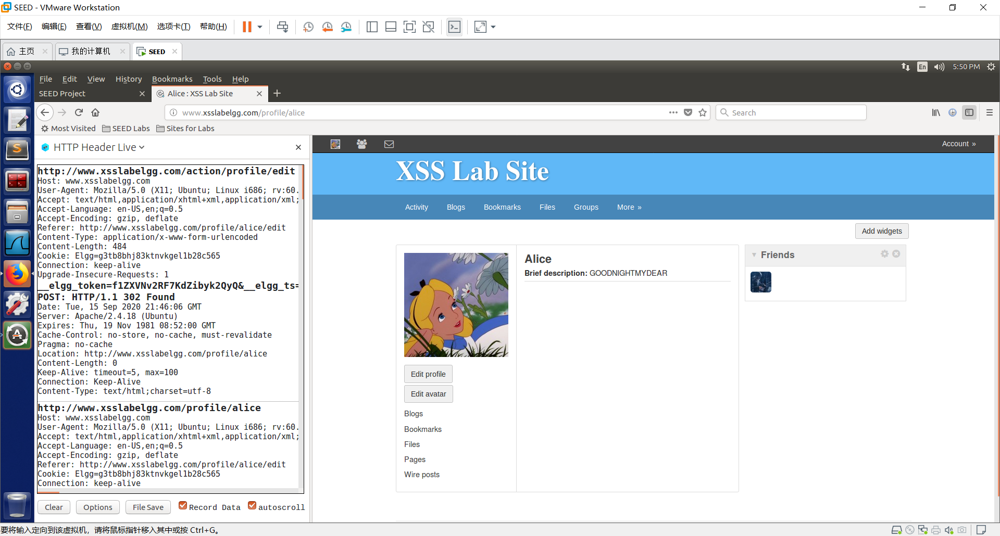 SEED - VMware Workstation
文件(F) 编辑(E) 查看(V) 虚拟机(M) 选项卡(T) 帮助(H)
主页 我的计算机 SEED
En 5:50 PM
File Edit View History Bookmarks Tools Help
SEED Project Alice : XSS Lab Site
www.xsslabelgg.com/profile/alice Search
Most Visited SEED Labs Sites for Labs
HTTP Header Live
http://www.xsslabelgg.com/action/profile/edit
Host: www.xsslabelgg.com
User-Agent: Mozilla/5.0 (X11; Ubuntu; Linux i686; rv:60.
Accept: text/html,application/xhtml+xml,application/xml;
Accept-Language: en-US,en;q=0.5
Accept-Encoding: gzip, deflate
Referer: http://www.xsslabelgg.com/profile/alice/edit
Content-Type: application/x-www-form-urlencoded
Content-Length: 484
Cookie: Elgg=g3tb8bhj83ktnvkgel1b28c565
Connection: keep-alive
Upgrade-Insecure-Requests: 1
__elgg_token=f1ZXVNv2RF7KdZibyk2QyQ&__elgg_ts=
POST: HTTP/1.1 302 Found
Date: Tue, 15 Sep 2020 21:46:06 GMT
Server: Apache/2.4.18 (Ubuntu)
Expires: Thu, 19 Nov 1981 08:52:00 GMT
Cache-Control: no-store, no-cache, must-revalidate
Pragma: no-cache
Location: http://www.xsslabelgg.com/profile/alice
Content-Length: 0
Keep-Alive: timeout=5, max=100
Connection: Keep-Alive
Content-Type: text/html;charset=utf-8
http://www.xsslabelgg.com/profile/alice
Host: www.xsslabelgg.com
User-Agent: Mozilla/5.0 (X11; Ubuntu; Linux i686; rv:60.
Accept: text/html,application/xhtml+xml,application/xml;
Accept-Language: en-US,en;q=0.5
Accept-Encoding: gzip, deflate
Referer: http://www.xsslabelgg.com/profile/alice/edit
Cookie: Elgg=g3tb8bhj83ktnvkgel1b28c565
Connection: keep-alive
Clear Options File Save Record Data autoscroll
Account »
XSS Lab Site
Activity Blogs Bookmarks Files Groups More »
Add widgets
Alice
Brief description: GOODNIGHTMYDEAR
Friends
Edit profile
Edit avatar
Blogs
Bookmarks
Files
Pages
Wire posts
要将输入定向到该虚拟机，请将鼠标指针移入其中或按 Ctrl+G。